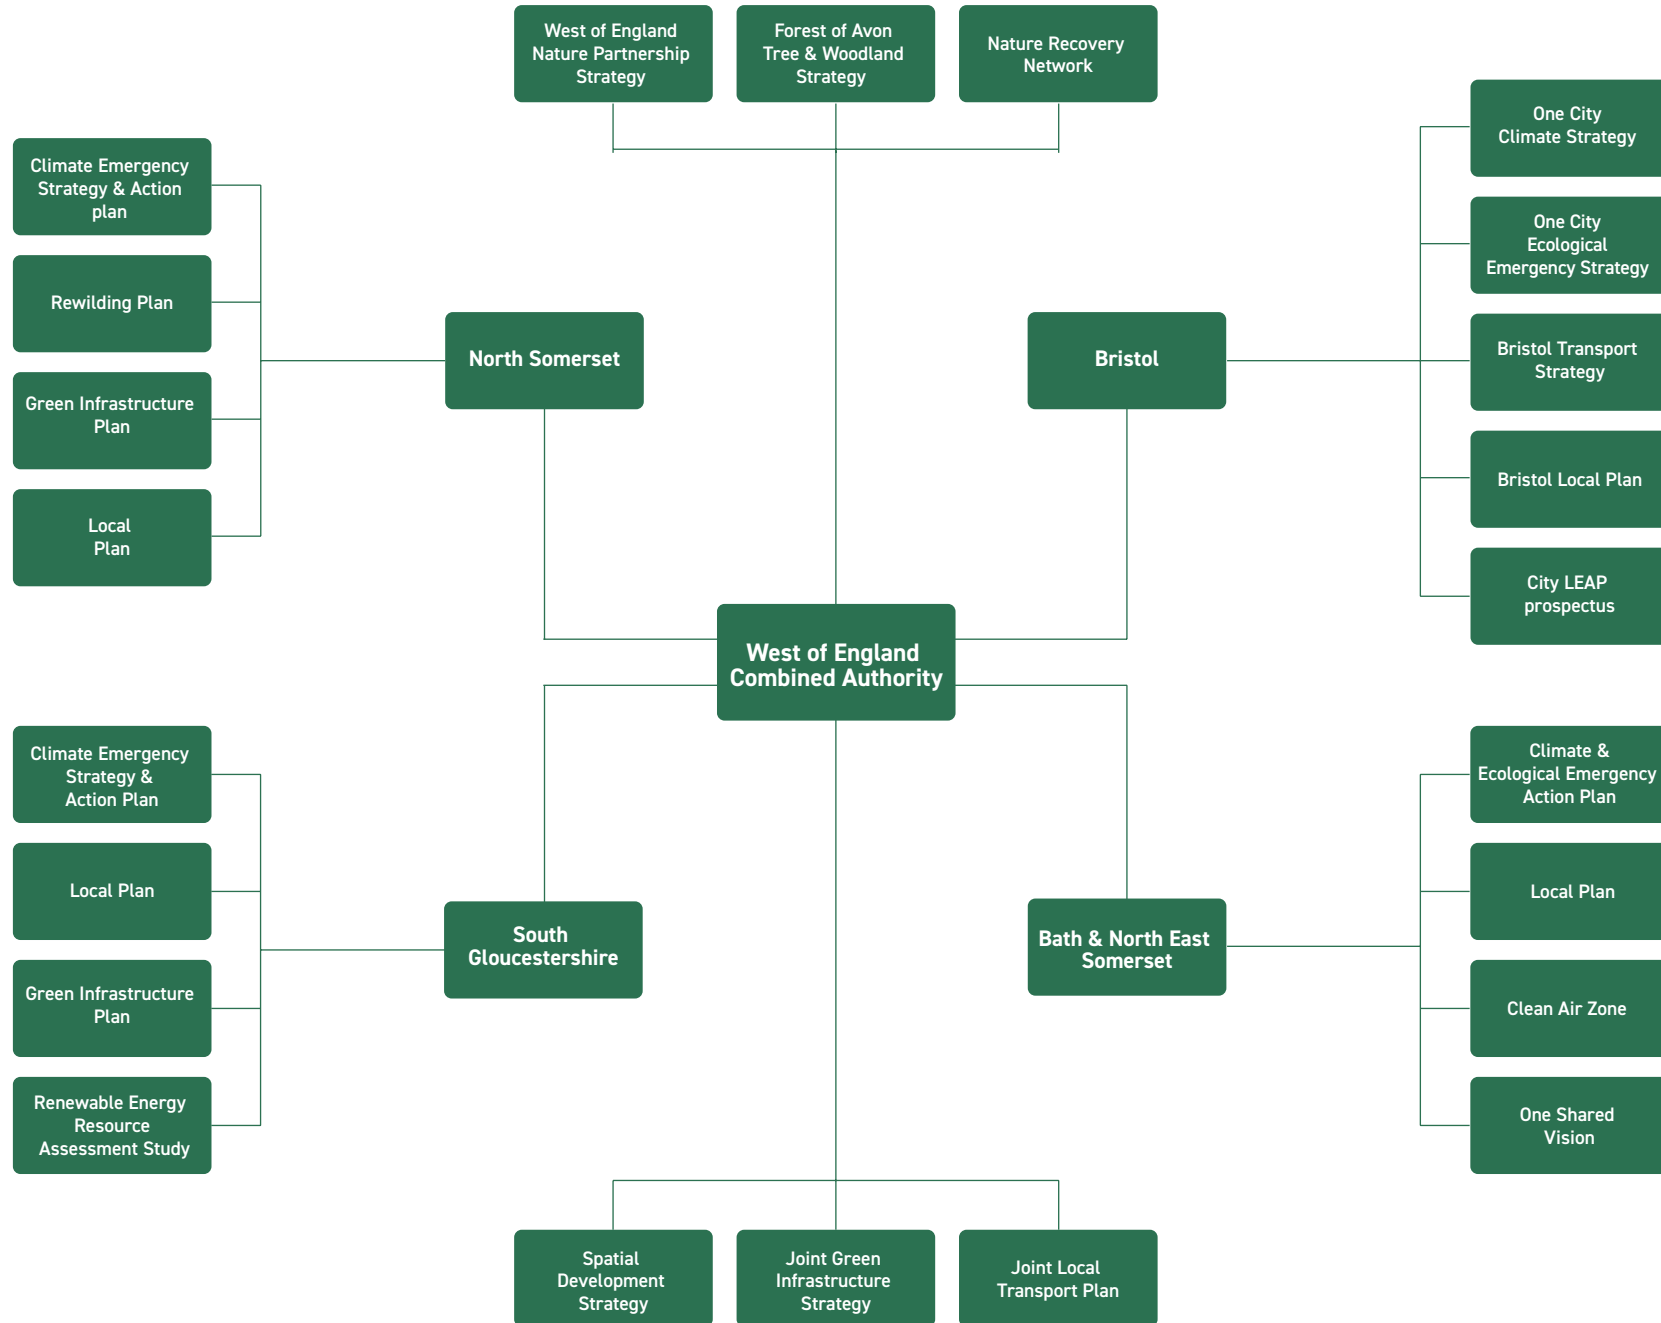 West of England
Nature Partnership
Strategy
Forest of Avon
Tree & Woodland
Strategy
Nature Recovery
Network
Climate Emergency
Strategy & Action
plan
Rewilding Plan
Green Infrastructure
Plan
Local
Plan
North Somerset
Bristol
One City
Climate Strategy
One City
Ecological
Emergency Strategy
Bristol Transport
Strategy
Bristol Local Plan
City LEAP
prospectus
West of England
Combined Authority
Climate Emergency
Strategy &
Action Plan
Local Plan
Green Infrastructure
Plan
Renewable Energy
Resource
Assessment Study
South
Gloucestershire
Bath & North East
Somerset
Climate &
Ecological Emergency
Action Plan
Local Plan
Clean Air Zone
One Shared
Vision
Spatial
Development
Strategy
Joint Green
Infrastructure
Strategy
Joint Local
Transport Plan